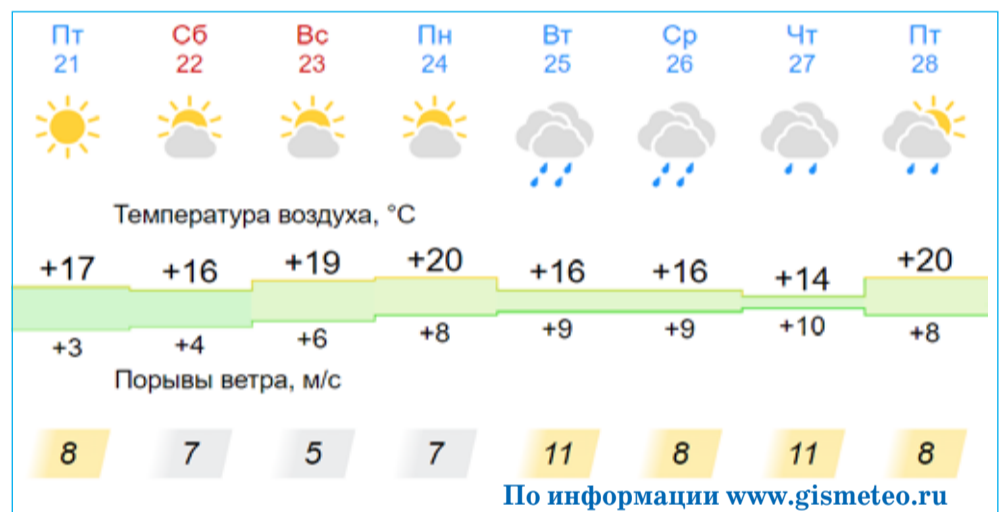 Пт Сб Вс Пн Вт Ср Чт Пт
21 22 23 24 25 26 27 28
Температура воздуха, °C
+17 +16 +19 +20 +16 +16 +14 +20
+3 +4 +6 +8 +9 +9 +10 +8
Порывы ветра, м/с
8 7 5 7 11 8 11 8
По информации www.gismeteo.ru